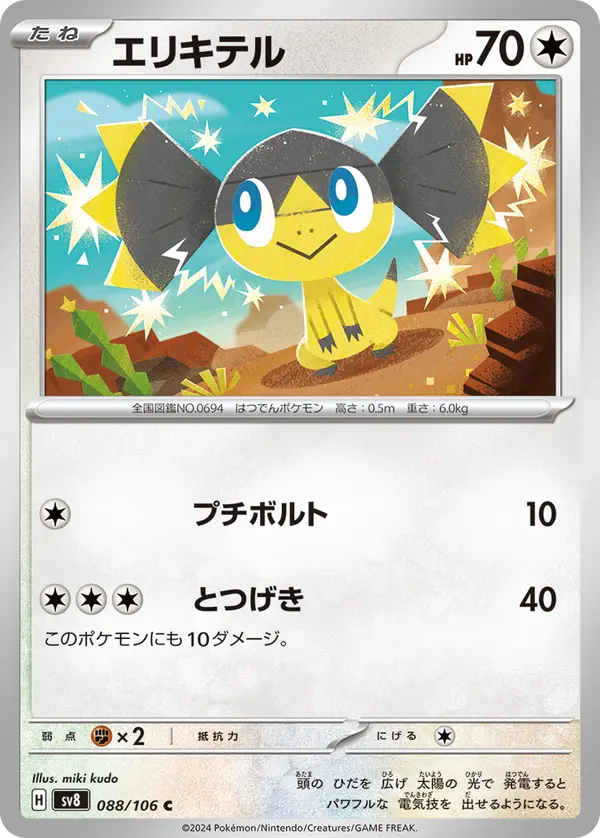 たね エリキテル HP70
全国図鑑NO.0694 はつでんポケモン 高さ:0.5m 重さ:6.0kg
プチボルト 10
とつげき 40
このポケモンにも10ダメージ。
弱点 ×2 抵抗力 にげる
Illus. miki kudo
H sv8 088/106 C
頭の ひだを 広げ 太陽の 光で 発電すると
パワフルな 電気技を 出せるようになる。
©2024 Pokémon/Nintendo/Creatures/GAME FREAK.